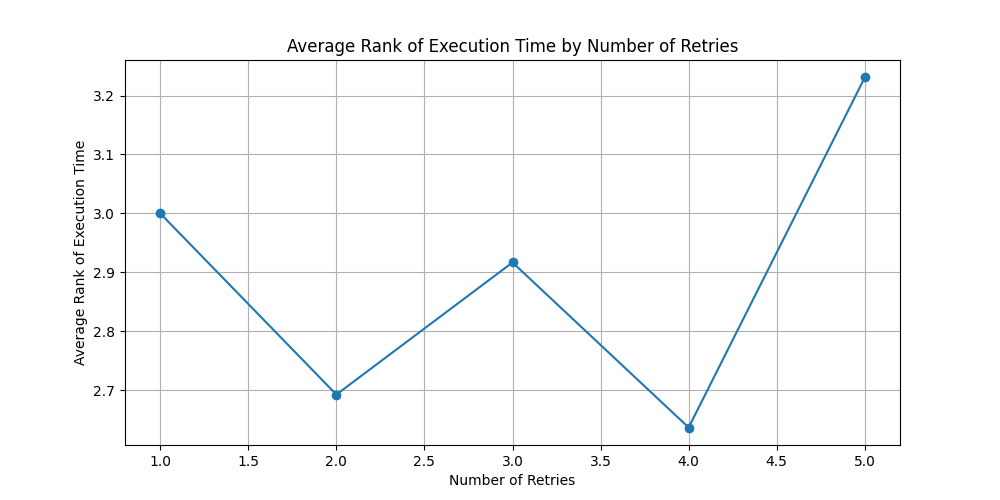 Average Rank of Execution Time by Number of Retries
Average Rank of Execution Time
3.2
3.1
3.0
2.9
2.8
2.7
1.0 1.5 2.0 2.5 3.0 3.5 4.0 4.5 5.0
Number of Retries